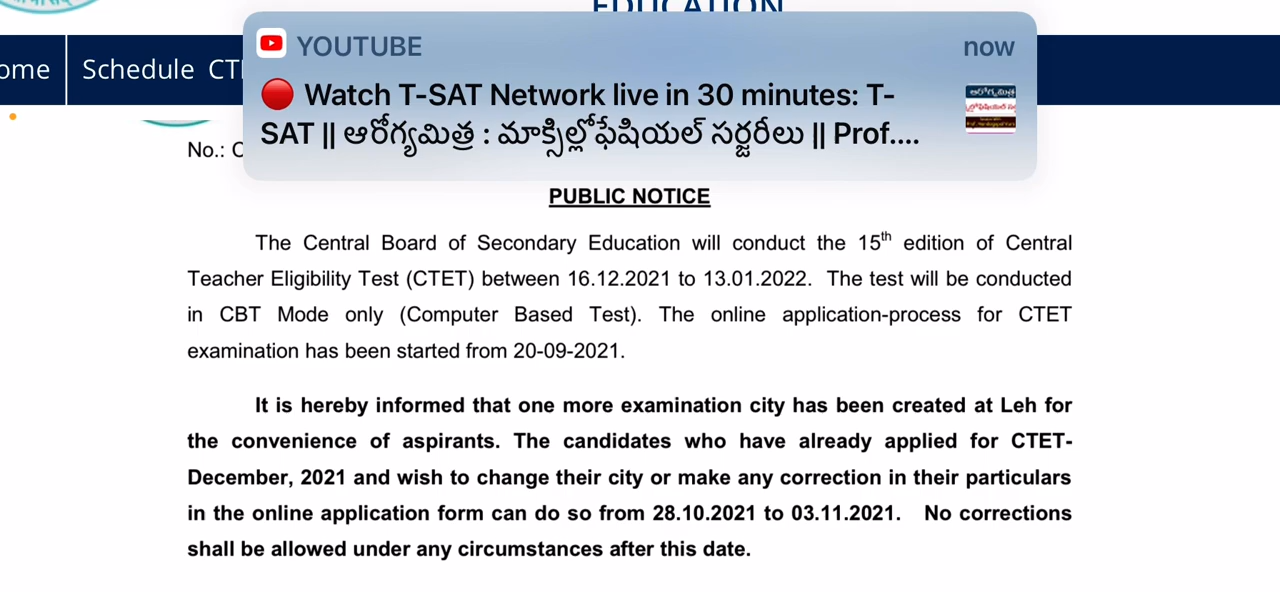 EDUCATION
ome
Schedule CT
YOUTUBE
now
Watch T-SAT Network live in 30 minutes: T-
SAT || ఆరోగ్యమిత్ర : మాక్సిల్లోఫేషియల్ సర్జరీలు || Prof....
No.: C
PUBLIC NOTICE
The Central Board of Secondary Education will conduct the 15th edition of Central
Teacher Eligibility Test (CTET) between 16.12.2021 to 13.01.2022. The test will be conducted
in CBT Mode only (Computer Based Test). The online application-process for CTET
examination has been started from 20-09-2021.
It is hereby informed that one more examination city has been created at Leh for
the convenience of aspirants. The candidates who have already applied for CTET-
December, 2021 and wish to change their city or make any correction in their particulars
in the online application form can do so from 28.10.2021 to 03.11.2021. No corrections
shall be allowed under any circumstances after this date.